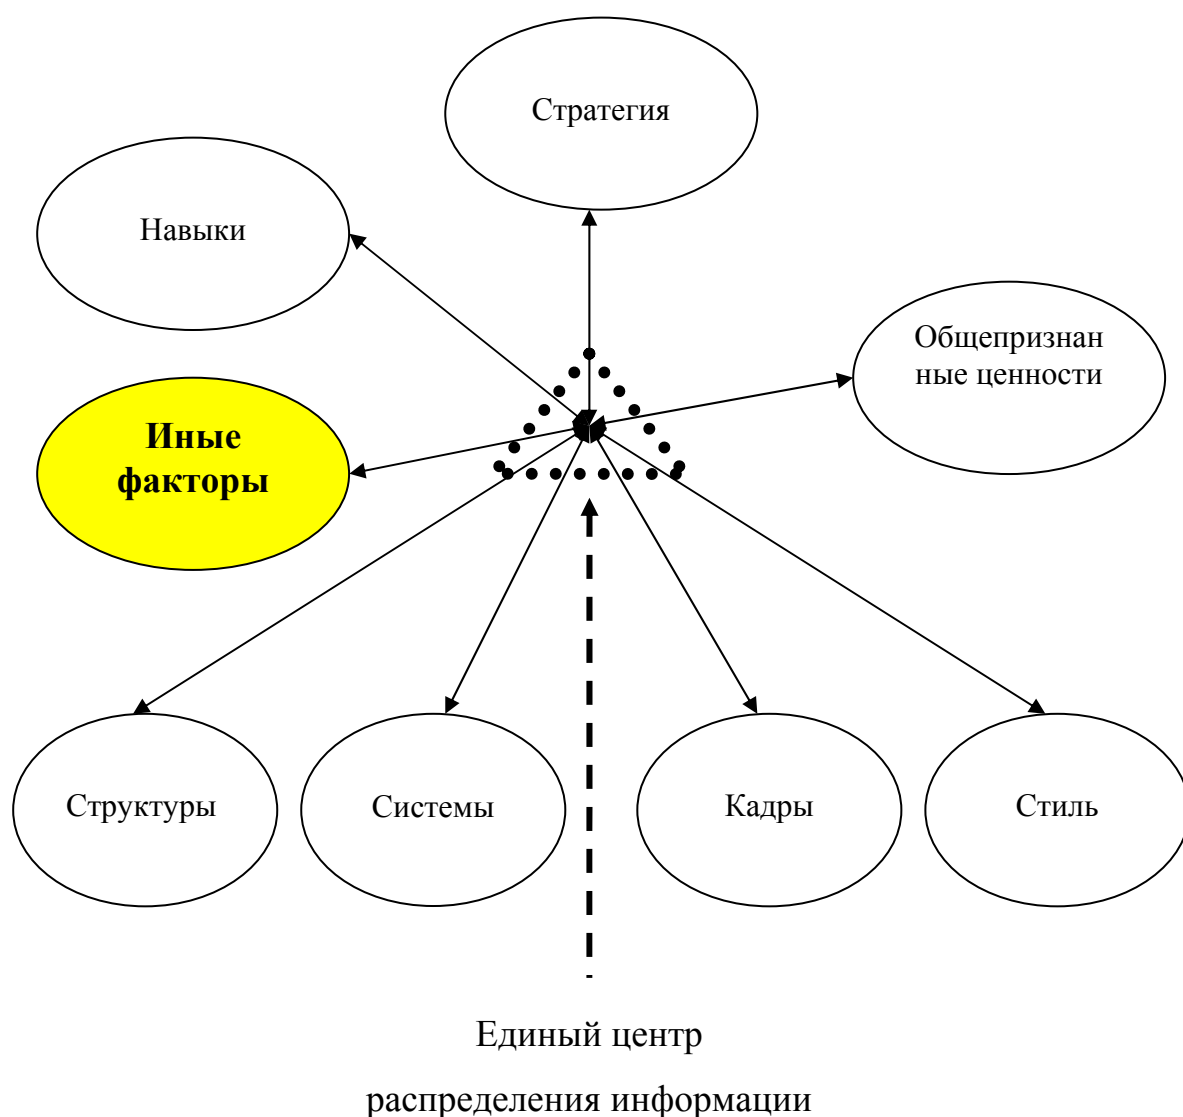 Стратегия
Навыки
Общепризнан
ные ценности
Иные
факторы
Структуры
Системы
Кадры
Стиль
Единый центр
распределения информации